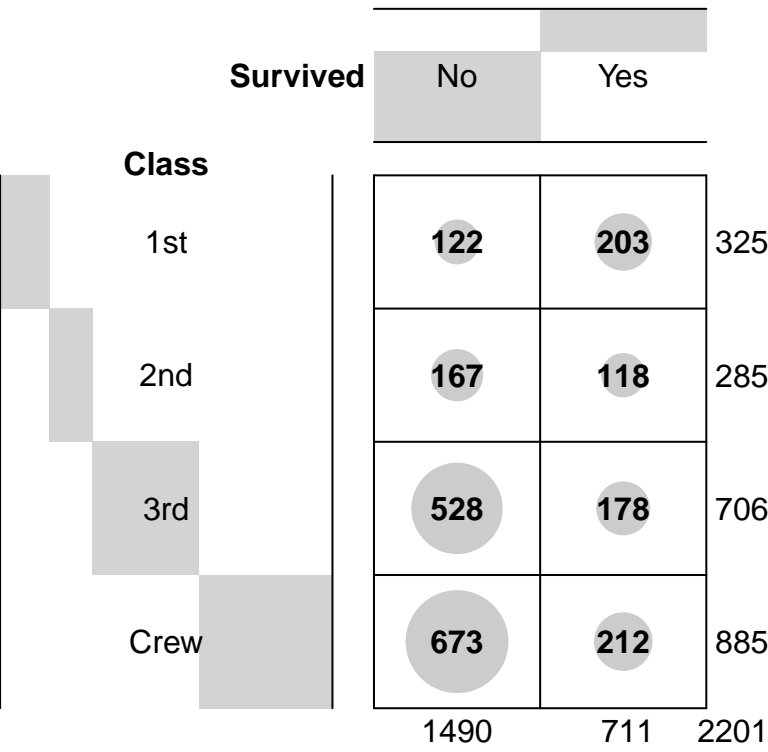 Survived No Yes
Class
1st 122 203 325
2nd 167 118 285
3rd 528 178 706
Crew 673 212 885
1490 711 2201